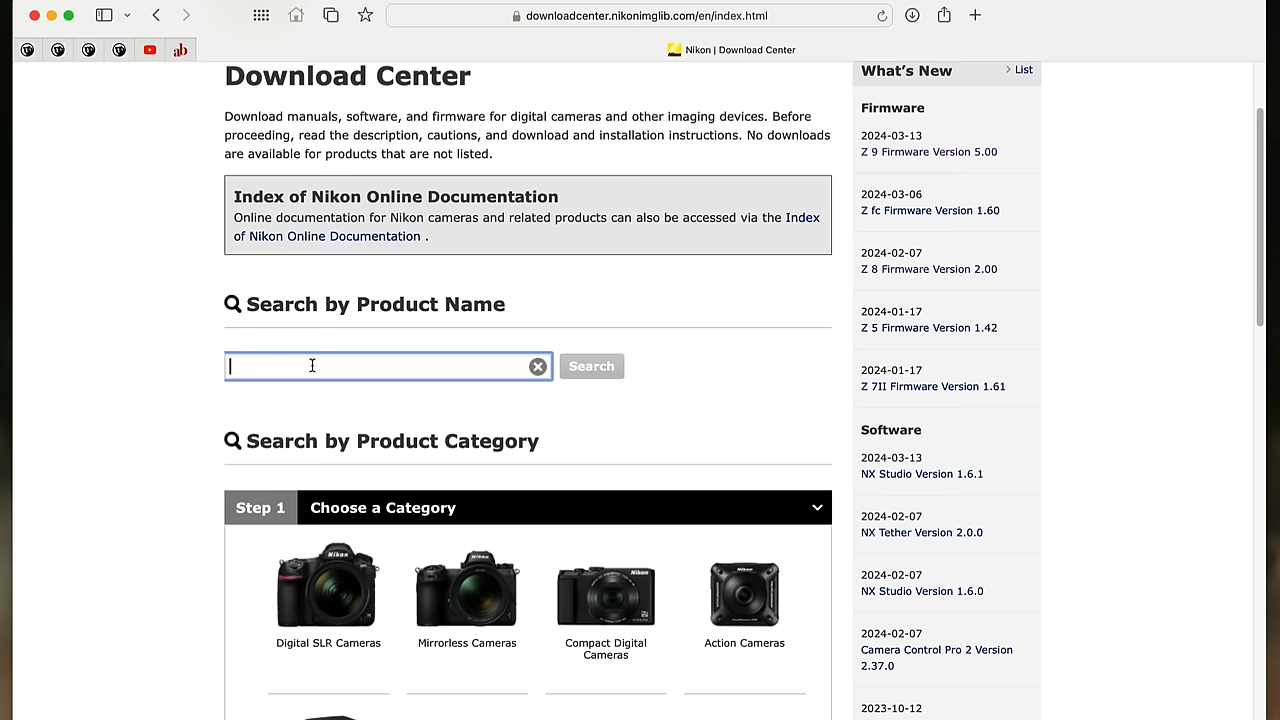 downloadcenter.nikonimglib.com/en/index.html
ab
Nikon | Download Center
Download Center
Download manuals, software, and firmware for digital cameras and other imaging devices. Before
proceeding, read the description, cautions, and download and installation instructions. No downloads
are available for products that are not listed.
Index of Nikon Online Documentation
Online documentation for Nikon cameras and related products can also be accessed via the Index
of Nikon Online Documentation .
Search by Product Name
Search
Search by Product Category
Step 1 Choose a Category
Nikon
Nikon
Nikon
Nikon
Digital SLR Cameras
Mirrorless Cameras
Compact Digital
Cameras
Action Cameras
What's New
List
Firmware
2024-03-13
Z 9 Firmware Version 5.00
2024-03-06
Z fc Firmware Version 1.60
2024-02-07
Z 8 Firmware Version 2.00
2024-01-17
Z 5 Firmware Version 1.42
2024-01-17
Z 7II Firmware Version 1.61
Software
2024-03-13
NX Studio Version 1.6.1
2024-02-07
NX Tether Version 2.0.0
2024-02-07
NX Studio Version 1.6.0
2024-02-07
Camera Control Pro 2 Version
2.37.0
2023-10-12